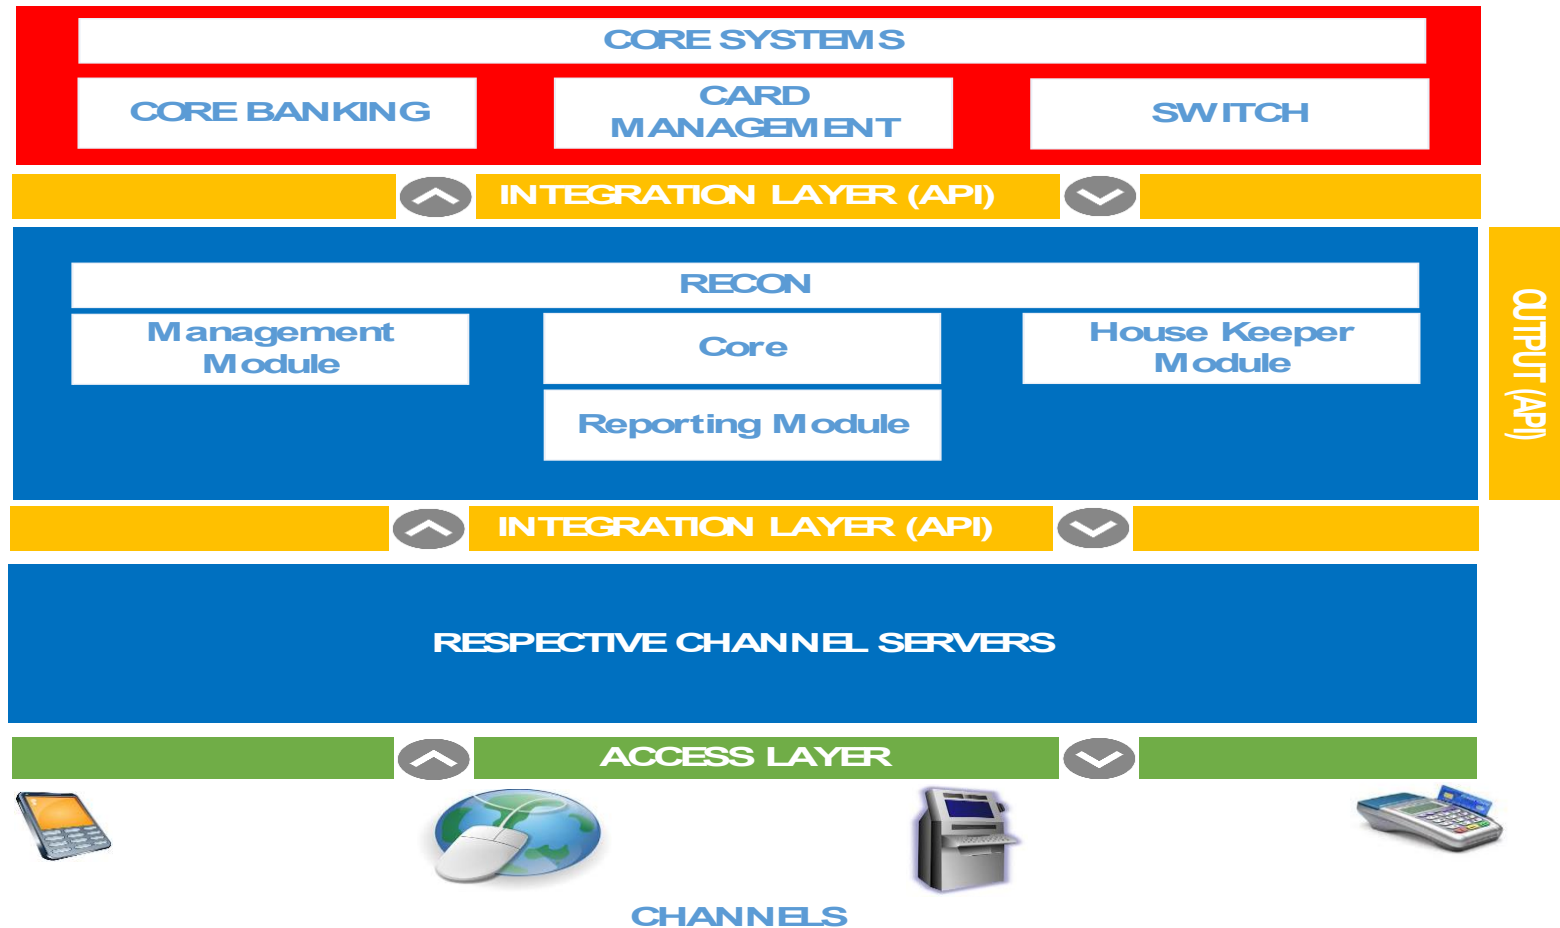 CORE SYSTEMS
CORE BANKING
CARD
MANAGEMENT
SWITCH
INTEGRATION LAYER (API)
RECON
Management
Module
Core
House Keeper
Module
Reporting Module
OUTPUT (API)
INTEGRATION LAYER (API)
RESPECTIVE CHANNEL SERVERS
ACCESS LAYER
CHANNELS